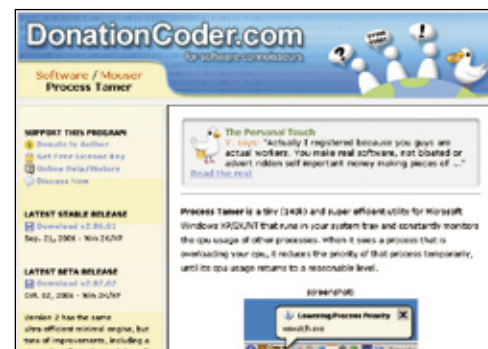 DonationCoder.com
for software connoisseurs
Software / Mouser
Process Tamer
SUPPORT THIS PROGRAM
Donate to Author
Get Free License Key
Online Help/History
Discuss Now
LATEST STABLE RELEASE
Download v2.06.01
Sep. 21, 2006 - Win 2K/XP
LATEST BETA RELEASE
Download v2.07.02
Oct. 12, 2006 - Win 2K/XP
Version 2 has the same
ultra-efficient minimal engine, but
tons of improvements, including a
The Personal Touch
V. says: "Actually I registered because you guys are
actual workers. You make real software, not bloated or
advert ridden self important money making pieces of ..."
Read the rest
Process Tamer is a tiny (140k) and super efficient utility for Microsoft
Windows XP/2K/NT that runs in your system tray and constantly monitors
the cpu usage of other processes. When it sees a process that is
overloading your cpu, it reduces the priority of that process temporarily,
until its cpu usage returns to a reasonable level.
screenshot:
Lowering Process Priority